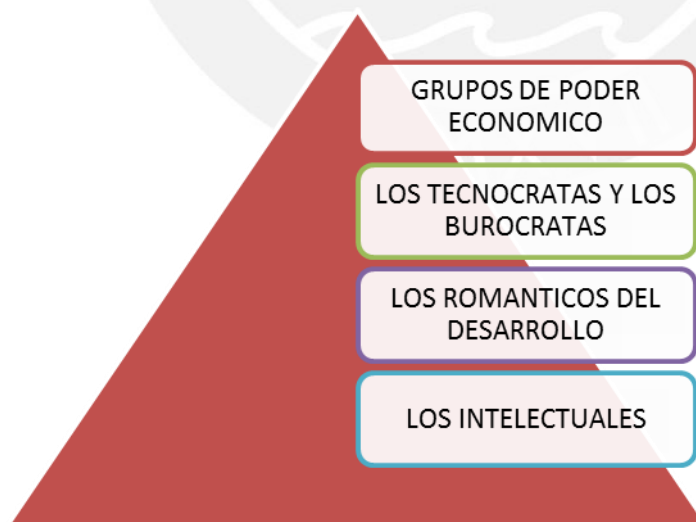 GRUPOS DE PODER
ECONOMICO
LOS TECNOCRATAS Y LOS
BUROCRATAS
LOS ROMANTICOS DEL
DESARROLLO
LOS INTELECTUALES